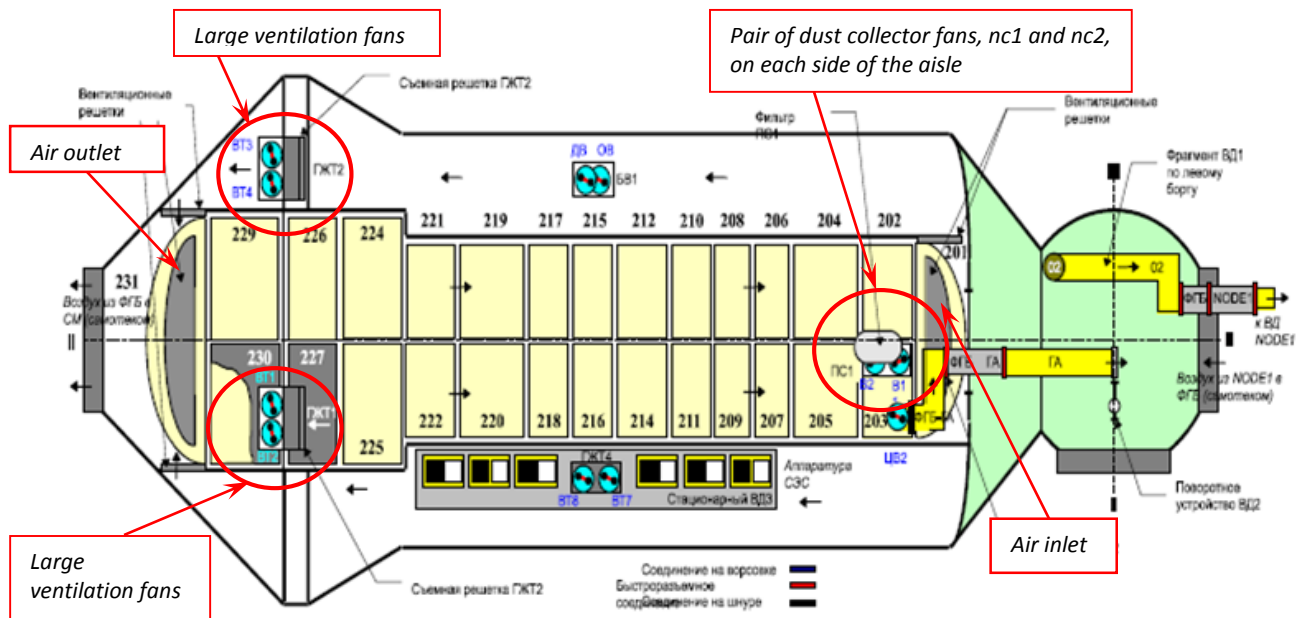 Large ventilation fans
Pair of dust collector fans, nc1 and nc2,
on each side of the aisle
Съемная решетка ГЖТ2
Вентиляционные
решетки
Air outlet
Фильтр
ПС1
Вентиляционные
решетки
Фрагмент ВД1
по левому
борту
ВТ3
ВТ4
ГЖТ2
ДВ ОВ
БВ1
221 219 217 215 212 210 208 206 204 202
229 226 224
201
231
Воздух из ФГБ в
СМ (самотеком)
II
02 02
ФГБ NODE1
к ВД
NODE1
I
230 227
ВТ1
ГЖТ1
ВТ2
225
ПС1
В2 В1
ФГБ ГА ГА
Воздух из NODE1 в
ФГБ (самотеком)
222 220 218 216 214 211 209 207 205 203
ФГБ
ЦВ2
ГЖТ4
ВТ8 ВТ7
Стационарный ВД3
Аппаратура
СЭС
Поворотное
устройство ВД2
Air inlet
Large
ventilation fans
Съемная решетка ГЖТ2
Соединение на ворсовке
Быстроразъемное
соединение на шнуре